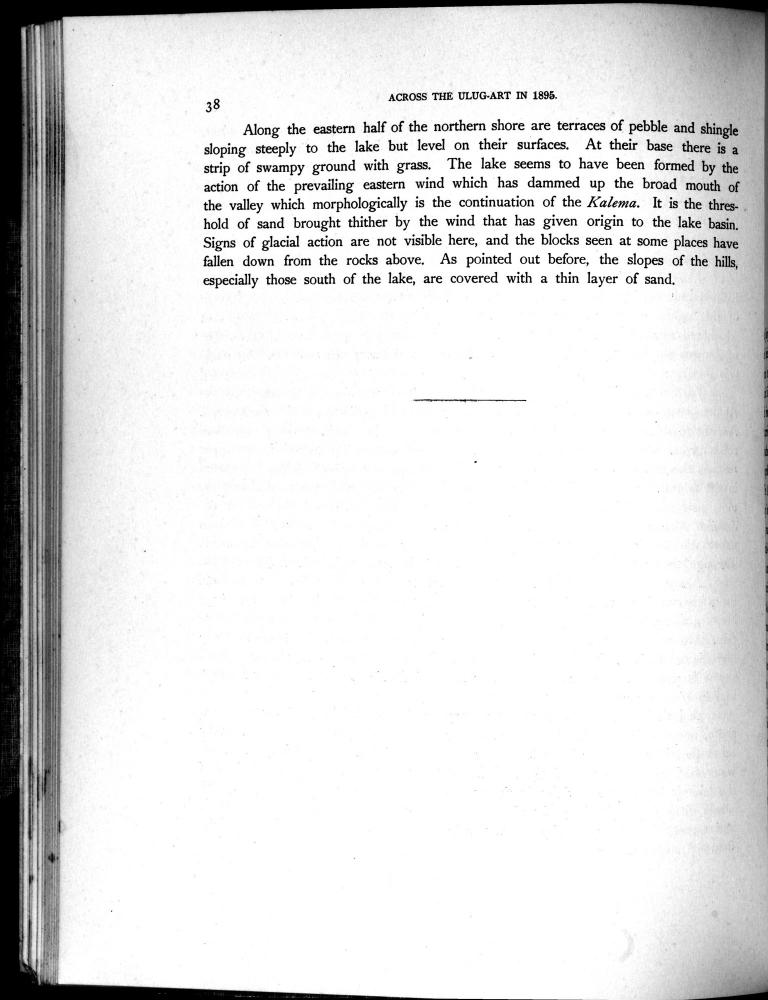 38
ACROSS THE ULUG-ART IN 1895.
Along the eastern half of the northern shore are terraces of pebble and shingle
sloping steeply to the lake but level on their surfaces. At their base there is a
strip of swampy ground with grass. The lake seems to have been formed by the
action of the prevailing eastern wind which has dammed up the broad mouth of
the valley which morphologically is the continuation of the Kalema. It is the thres-
hold of sand brought thither by the wind that has given origin to the lake basin.
Signs of glacial action are not visible here, and the blocks seen at some places have
fallen down from the rocks above. As pointed out before, the slopes of the hills,
especially those south of the lake, are covered with a thin layer of sand.